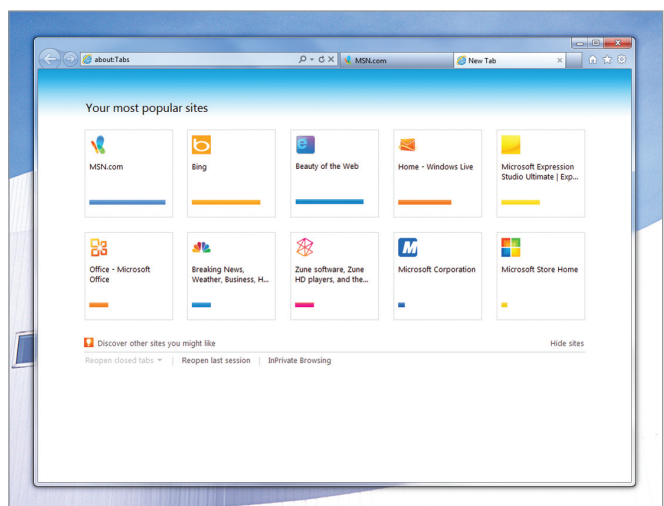 about:Tabs
MSN.com
New Tab
Your most popular sites
MSN.com
Bing
Beauty of the Web
Home - Windows Live
Microsoft Expression
Studio Ultimate | Exp...
Office - Microsoft
Office
Breaking News,
Weather, Business, H...
Zune software, Zune
HD players, and the...
Microsoft Corporation
Microsoft Store Home
Discover other sites you might like
Hide sites
Reopen closed tabs
Reopen last session | InPrivate Browsing